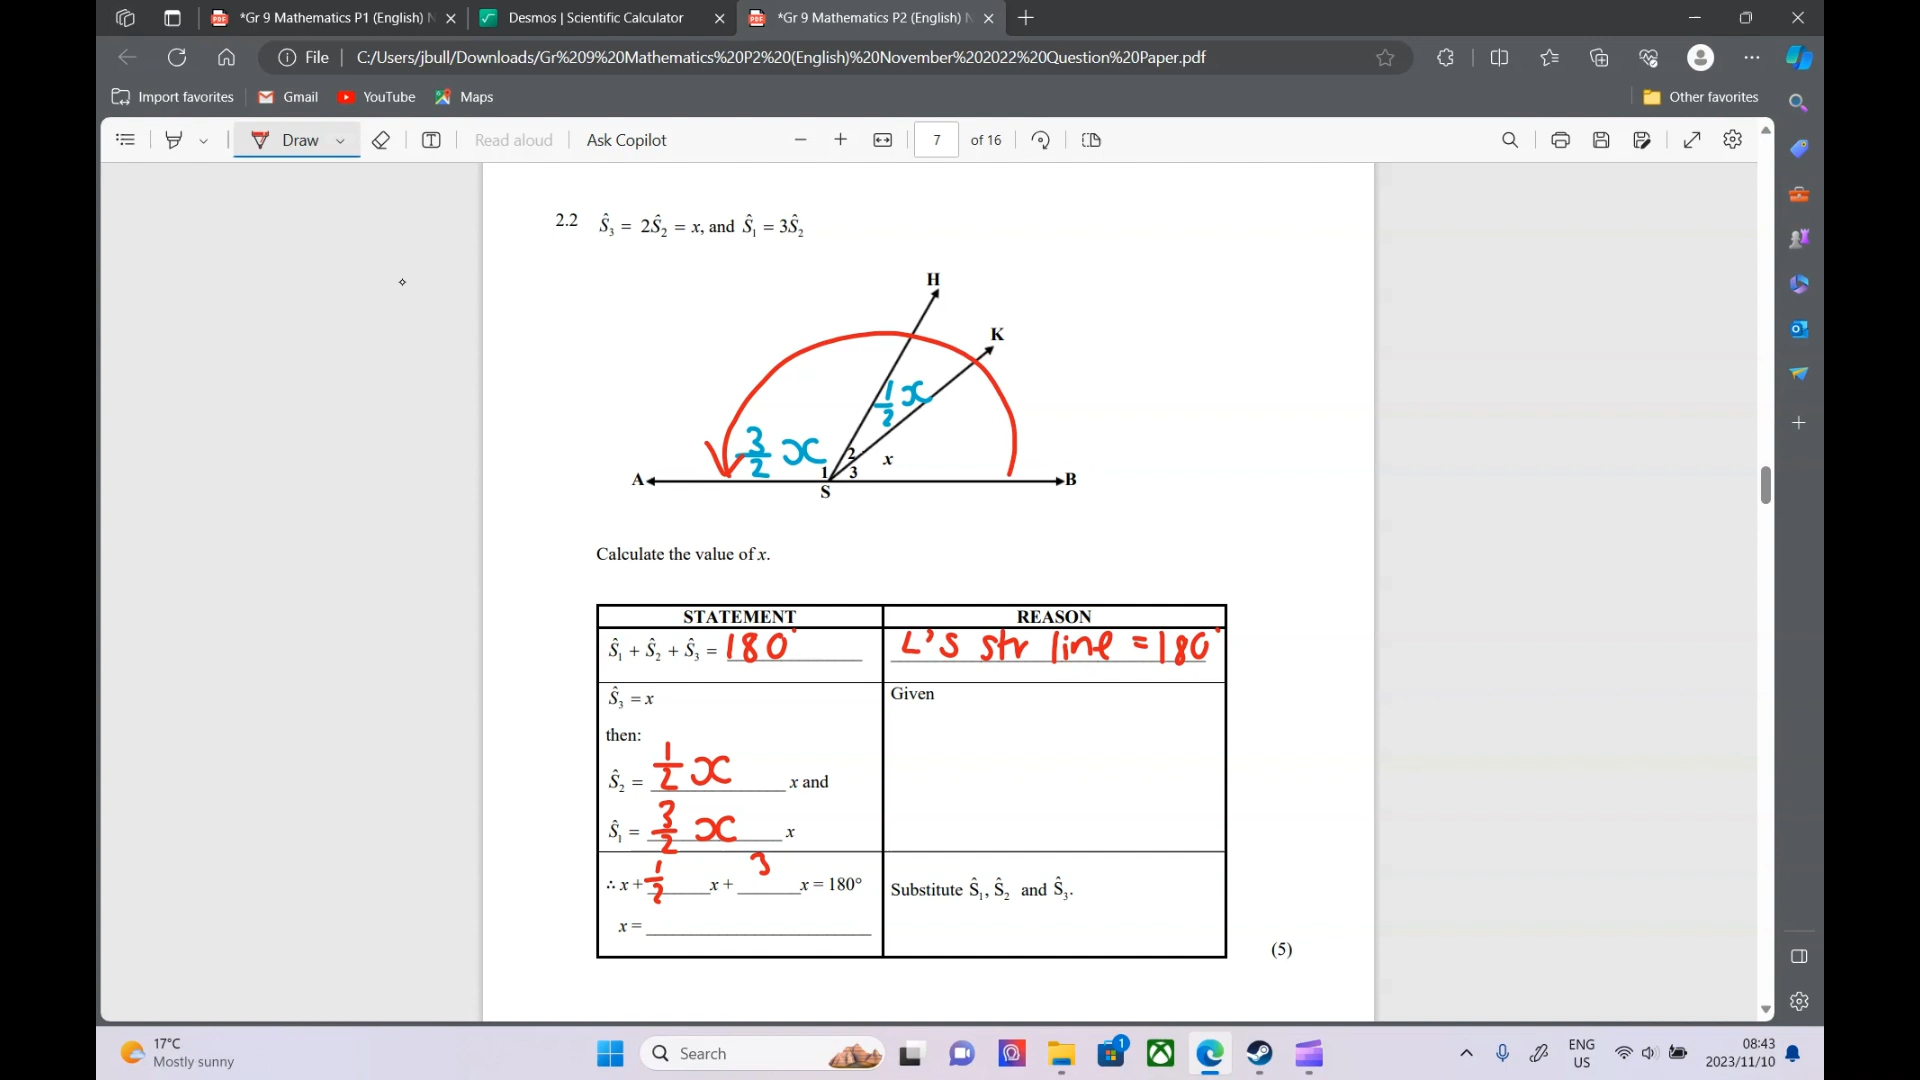 *Gr 9 Mathematics P1 (English) N
Desmos | Scientific Calculator
*Gr 9 Mathematics P2 (English) N
File
C:/Users/jbull/Downloads/Gr%209%20Mathematics%20P2%20(English)%20November%202022%20Question%20Paper.pdf
Import favorites
Gmail
YouTube
Maps
Other favorites
Draw
Read aloud
Ask Copilot
7 of 16
2.2 Ŝ₃ = 2Ŝ₂ = x, and Ŝ₁ = 3Ŝ₂
H
K
1/2 x
3/2 x
2
x
1
3
A
B
S
Calculate the value of x.
STATEMENT
REASON
Ŝ₁ + Ŝ₂ + Ŝ₃ = 180°
L's str line = 180°
Ŝ₃ = x
Given
then:
Ŝ₂ = 1/2 x x and
Ŝ₁ = 3/2 x x
∴ x + 1/2 x + 3 x = 180°
Substitute Ŝ₁, Ŝ₂ and Ŝ₃.
x =
(5)
17°C
Mostly sunny
Search
1
ENG
US
08:43
2023/11/10